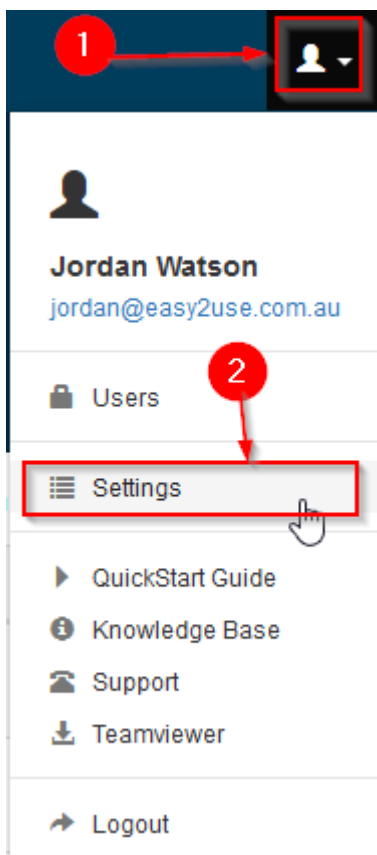 1
Jordan Watson
jordan@easy2use.com.au
2
Users
Settings
QuickStart Guide
Knowledge Base
Support
Teamviewer
Logout